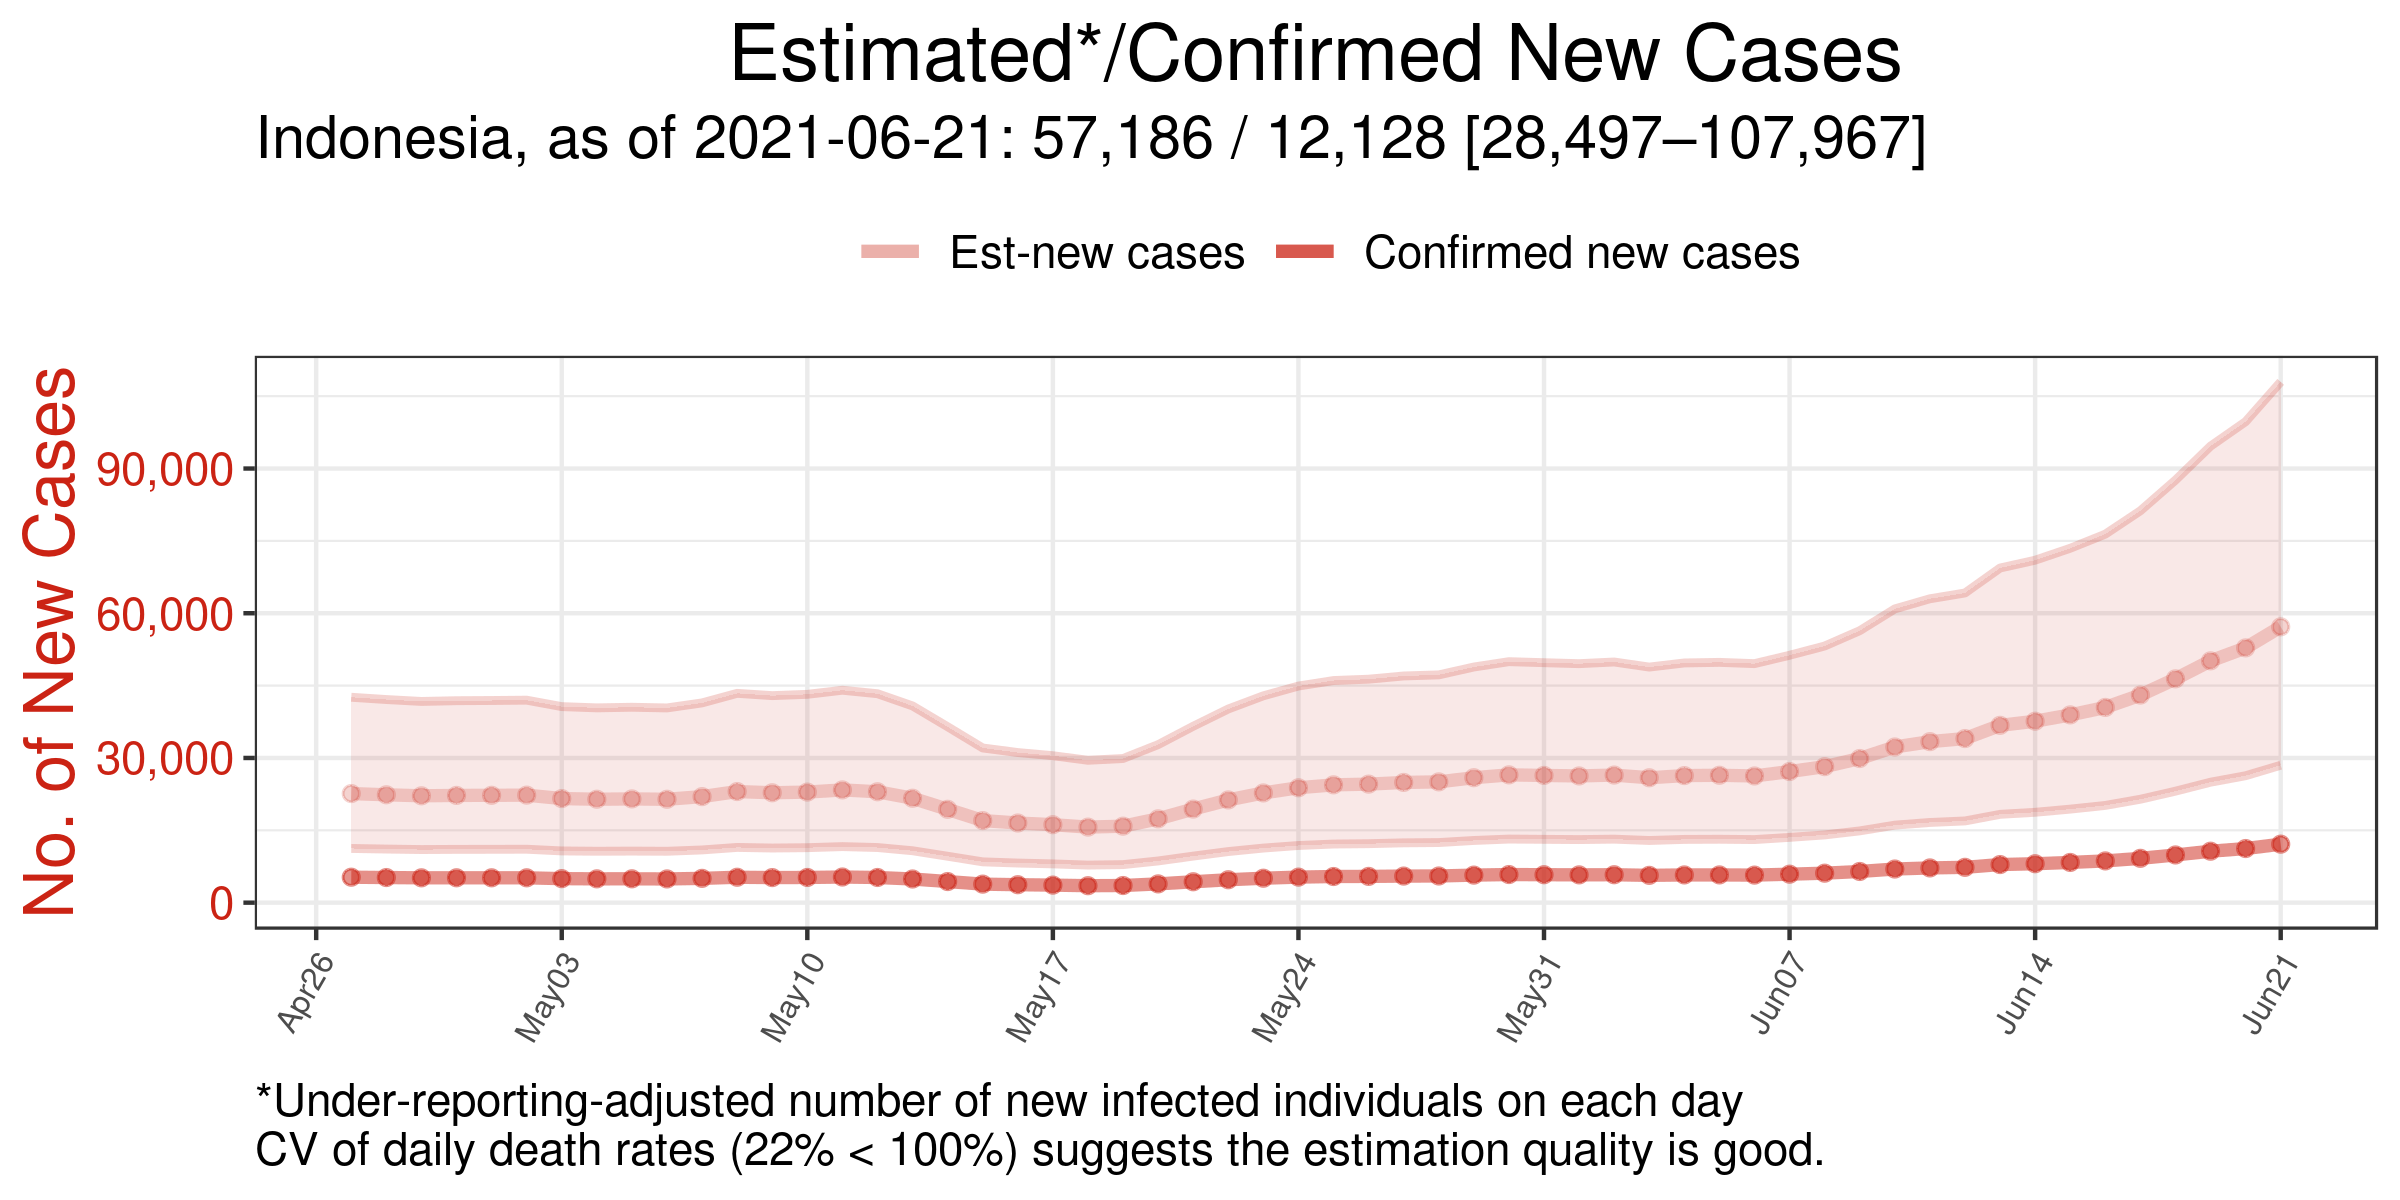 Estimated*/Confirmed New Cases
Indonesia, as of 2021-06-21: 57,186 / 12,128 [28,497–107,967]
Est-new cases
Confirmed new cases
No. of New Cases
90,000
60,000
30,000
0
Apr26
May03
May10
May17
May24
May31
Jun07
Jun14
Jun21
*Under-reporting-adjusted number of new infected individuals on each day
CV of daily death rates (22% < 100%) suggests the estimation quality is good.